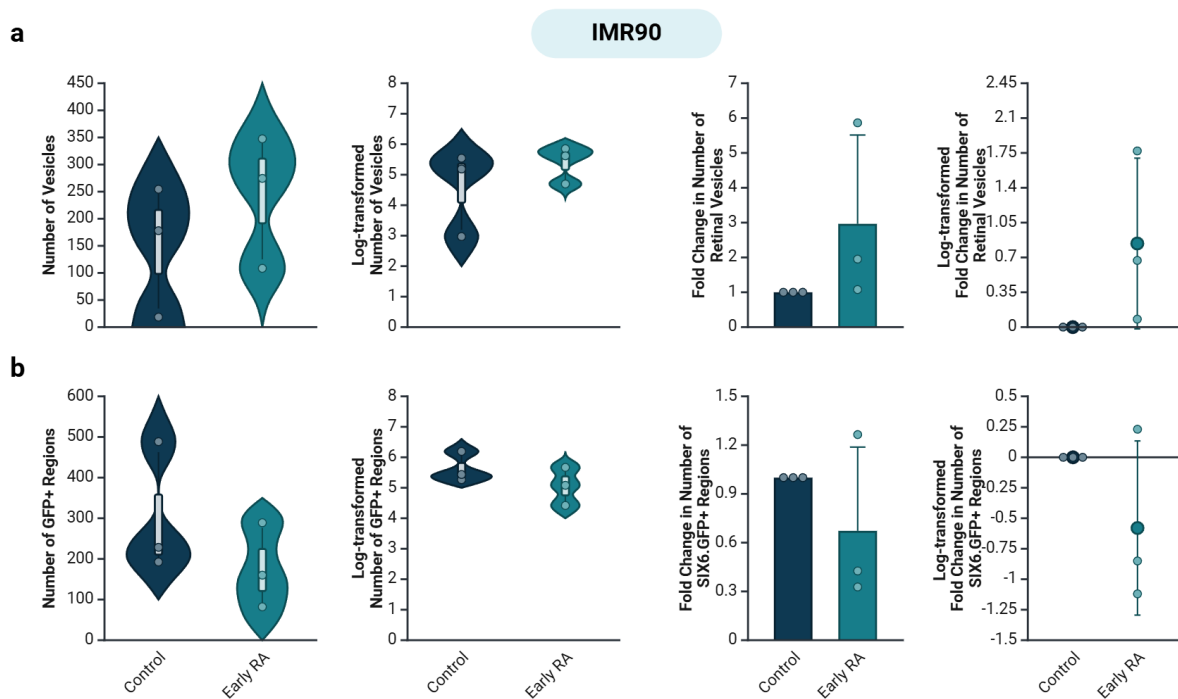 IMR90
a
Number of Vesicles
450
400
350
300
250
200
150
100
50
0
Log-transformed
Number of Vesicles
8
7
6
5
4
3
2
1
0
Fold Change in Number of
Retinal Vesicles
7
6
5
4
3
2
1
0
Log-transformed
Fold Change in Number of
Retinal Vesicles
2.45
2.1
1.75
1.4
1.05
0.7
0.35
0
b
Number of GFP+ Regions
600
500
400
300
200
100
0
Control
Early RA
Log-transformed
Number of GFP+ Regions
8
7
6
5
4
3
2
1
0
Control
Early RA
Fold Change in Number of
SIX6.GFP+ Regions
1.5
1.2
0.9
0.6
0.3
0
Control
Early RA
Log-transformed
Fold Change in Number of
SIX6.GFP+ Regions
0.5
0.25
0
-0.25
-0.5
-0.75
-1
-1.25
-1.5
Control
Early RA